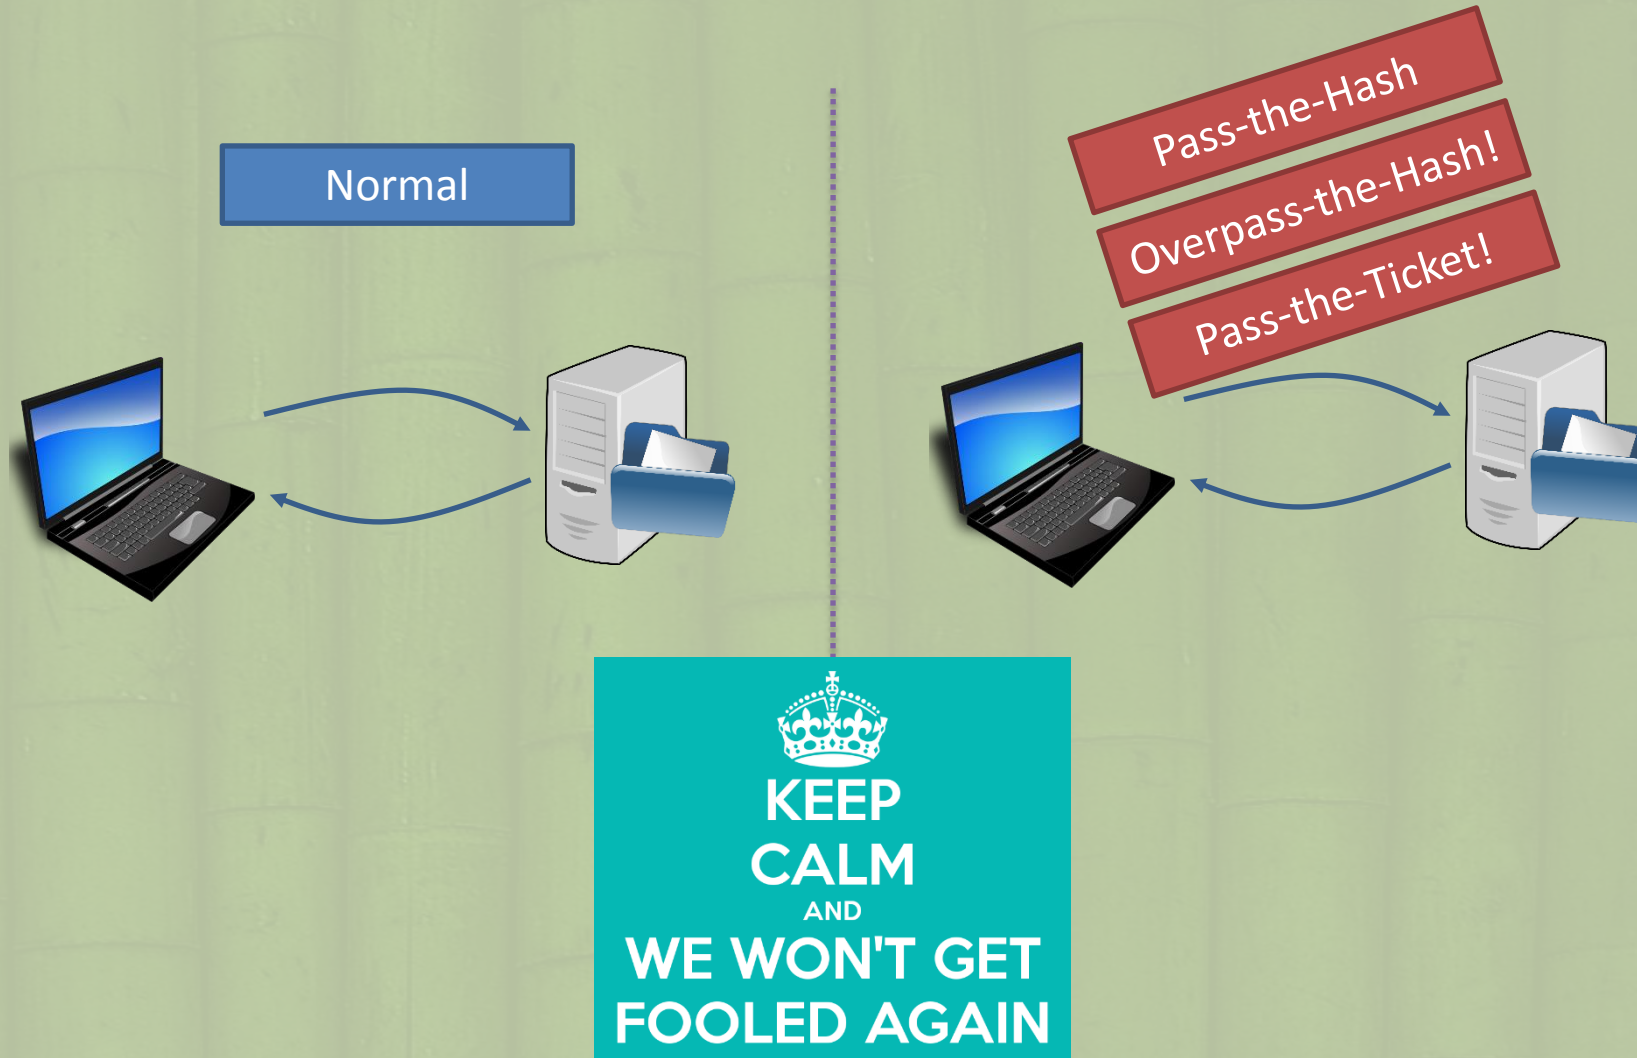 Normal
Pass-the-Hash
Overpass-the-Hash!
Pass-the-Ticket!
KEEP
CALM
AND
WE WON'T GET
FOOLED AGAIN